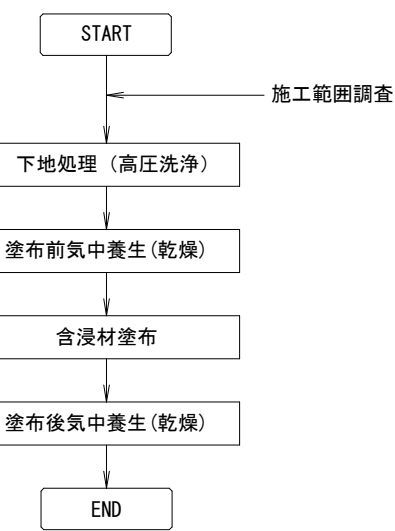 START
施工範囲調査
下地処理（高圧洗浄）
塗布前気中養生(乾燥)
含浸材塗布
塗布後気中養生(乾燥)
END